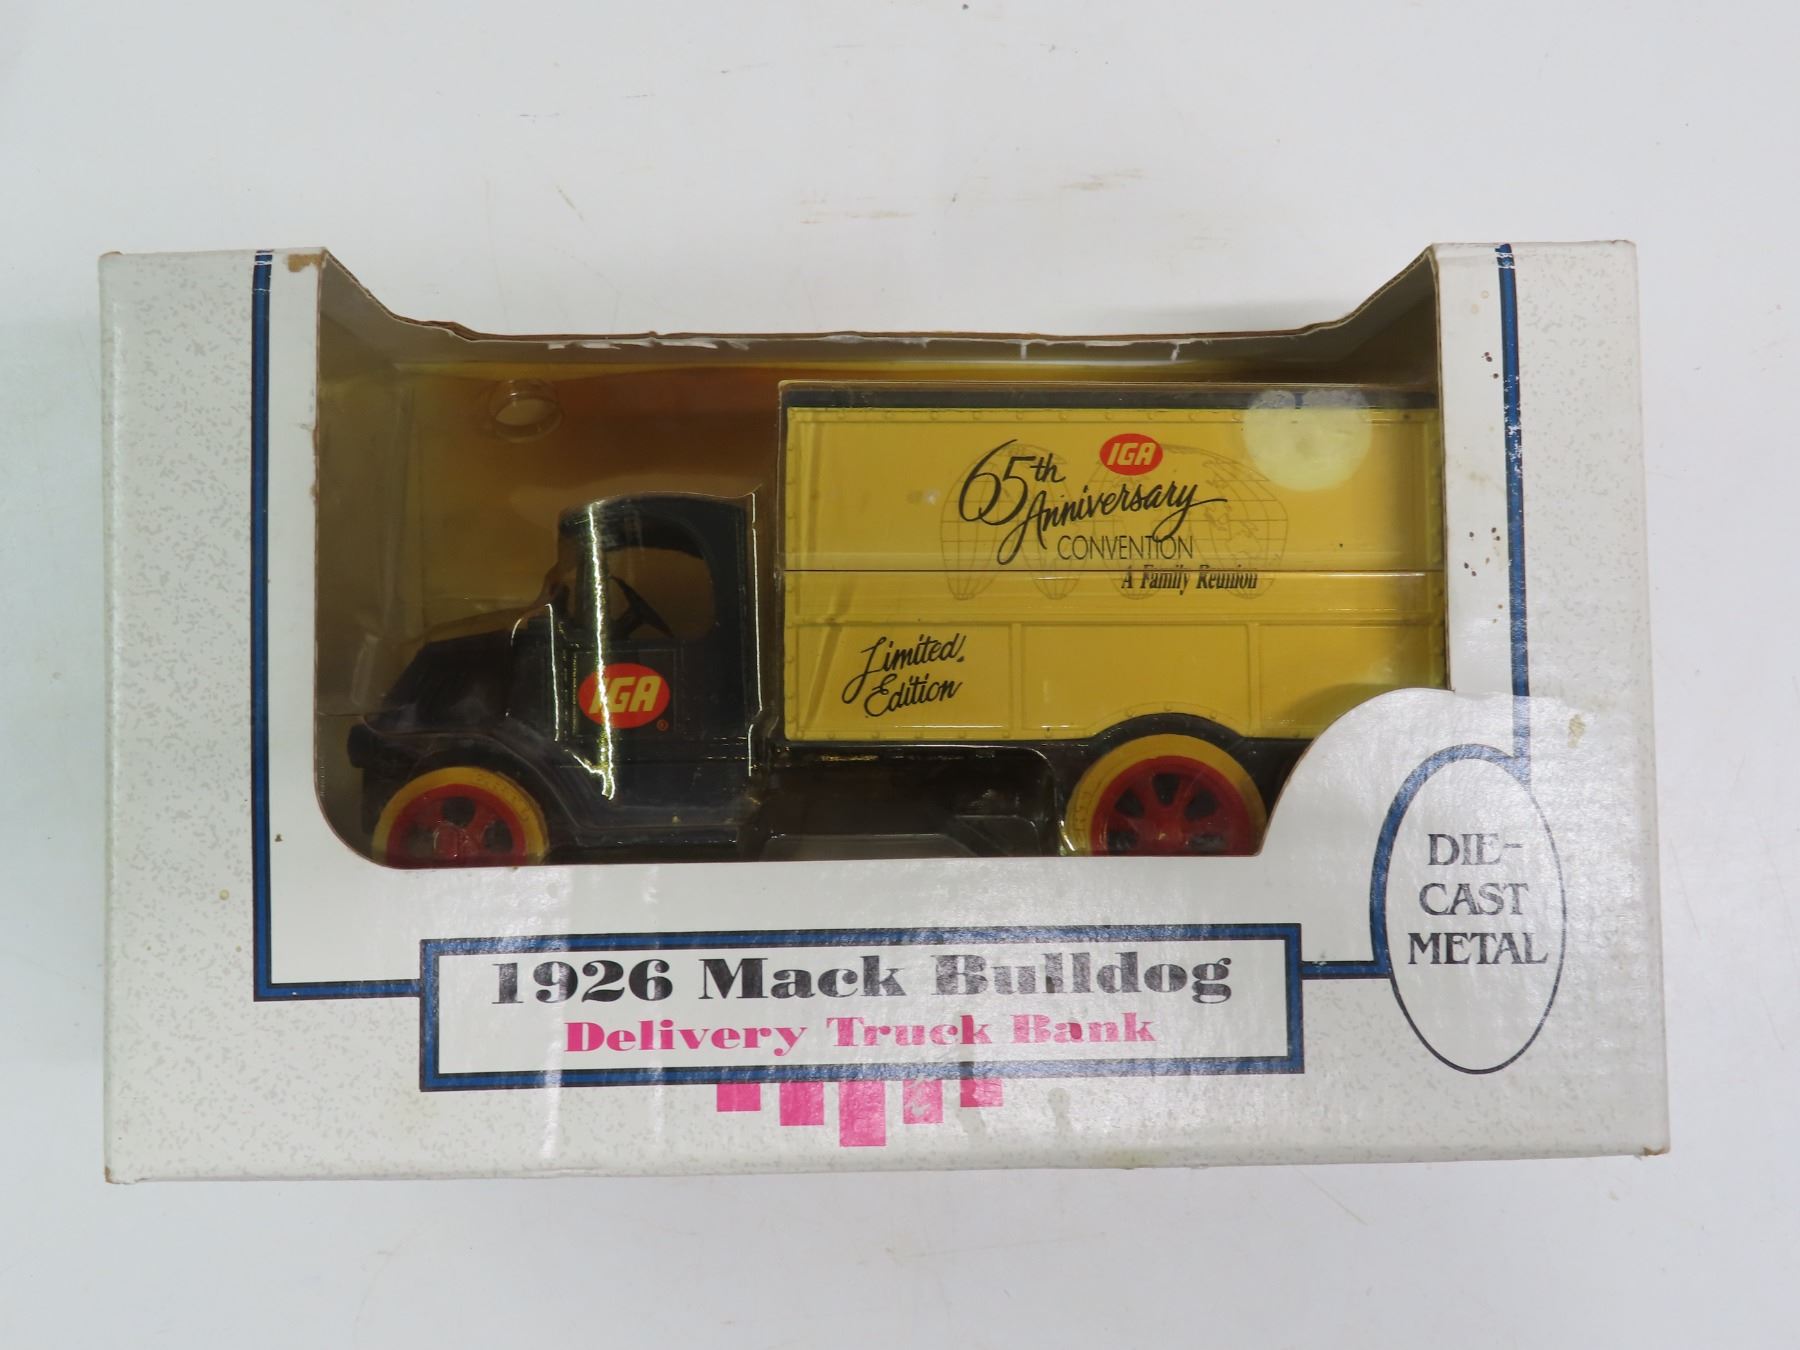 IGA
65th
Anniversary
CONVENTION
A Family Reunion
Limited
Edition
IGA
®
DIE-
CAST
METAL
1926 Mack Bulldog
Delivery Truck Bank